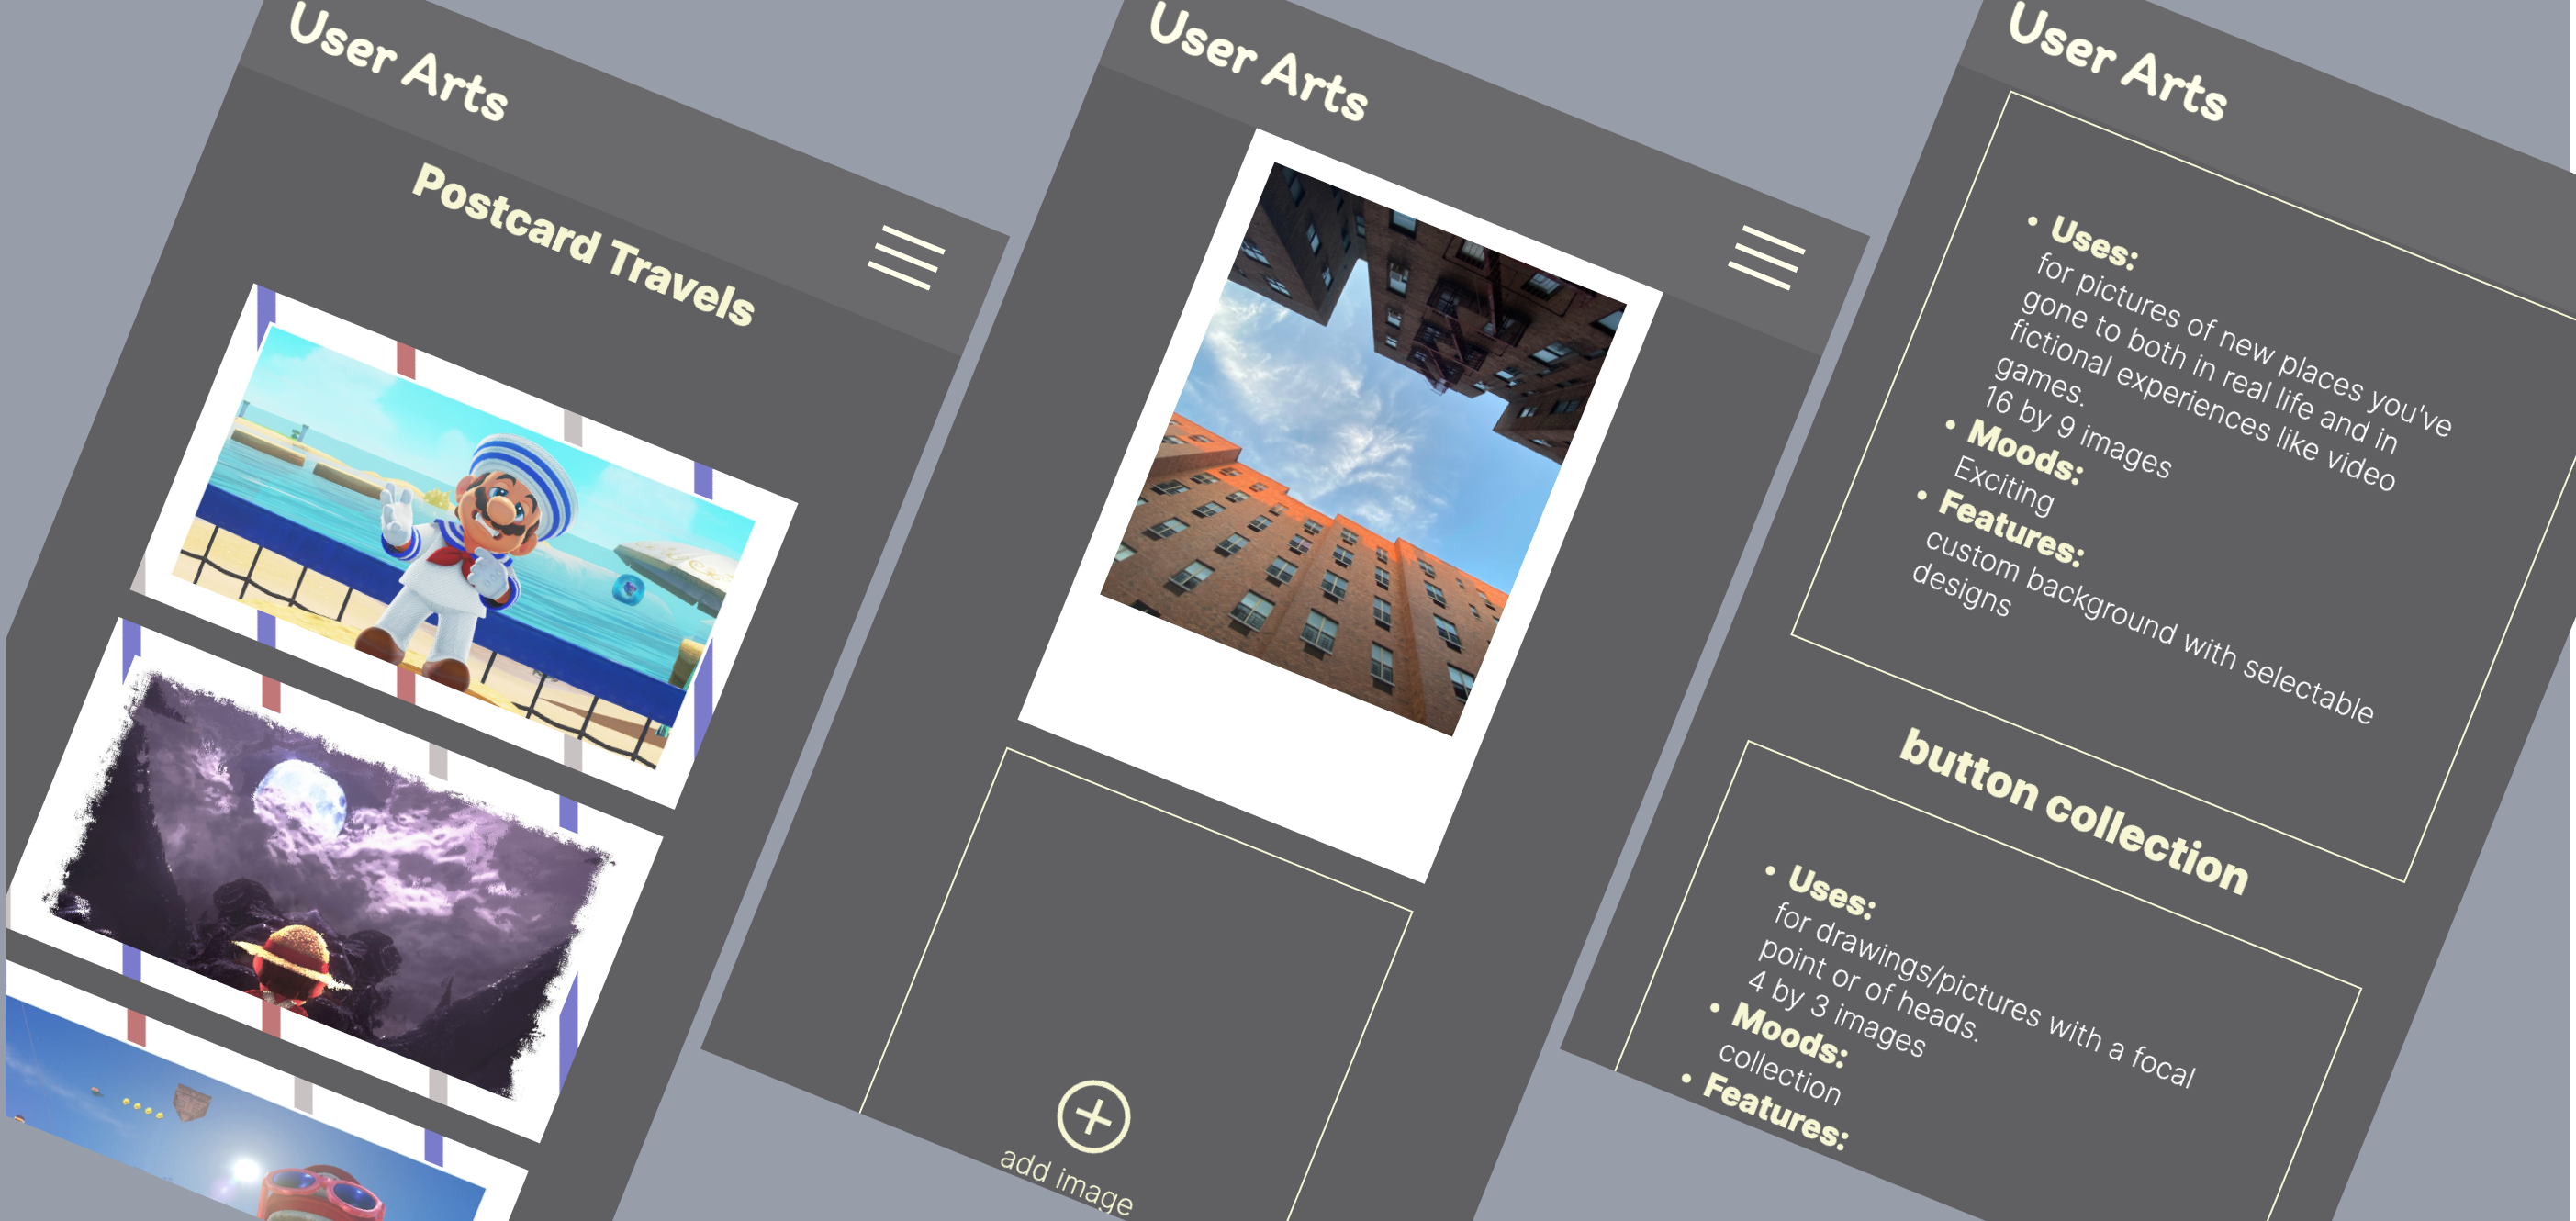 User Arts
Postcard Travels
User Arts
add image
User Arts
• Uses:
for pictures of new places you've
gone to both in real life and in
fictional experiences like video
games.
16 by 9 images
• Moods:
Exciting
• Features:
custom background with selectable
designs
button collection
• Uses:
for drawings/pictures with a focal
point or of heads.
4 by 3 images
• Moods:
collection
• Features: